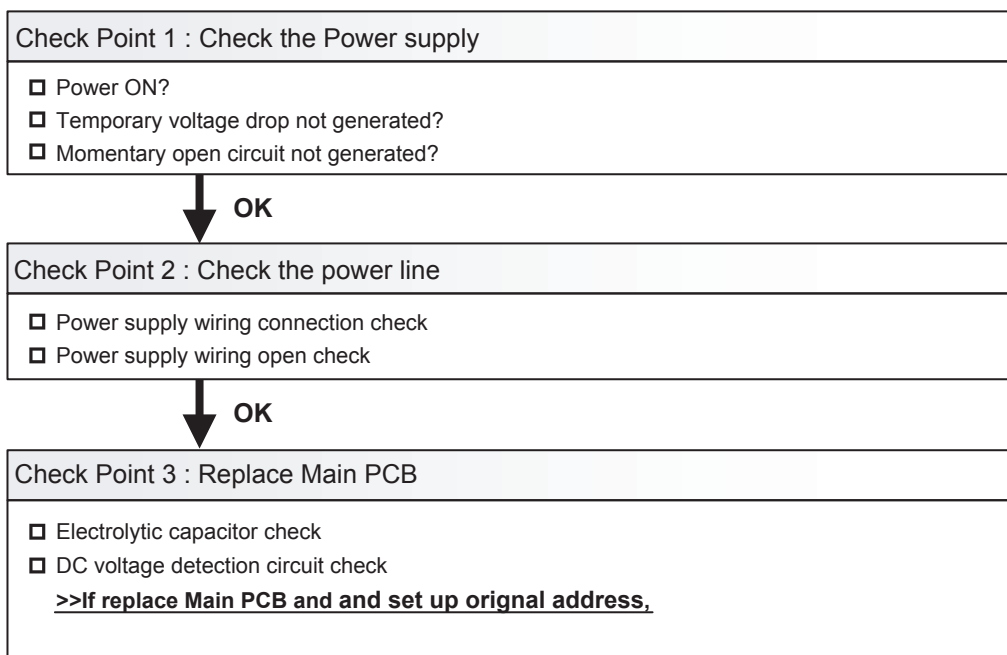 Check Point 1 : Check the Power supply
Power ON?
Temporary voltage drop not generated?
Momentary open circuit not generated?
OK
Check Point 2 : Check the power line
Power supply wiring connection check
Power supply wiring open check
OK
Check Point 3 : Replace Main PCB
Electrolytic capacitor check
DC voltage detection circuit check
>>If replace Main PCB and and set up orignal address,